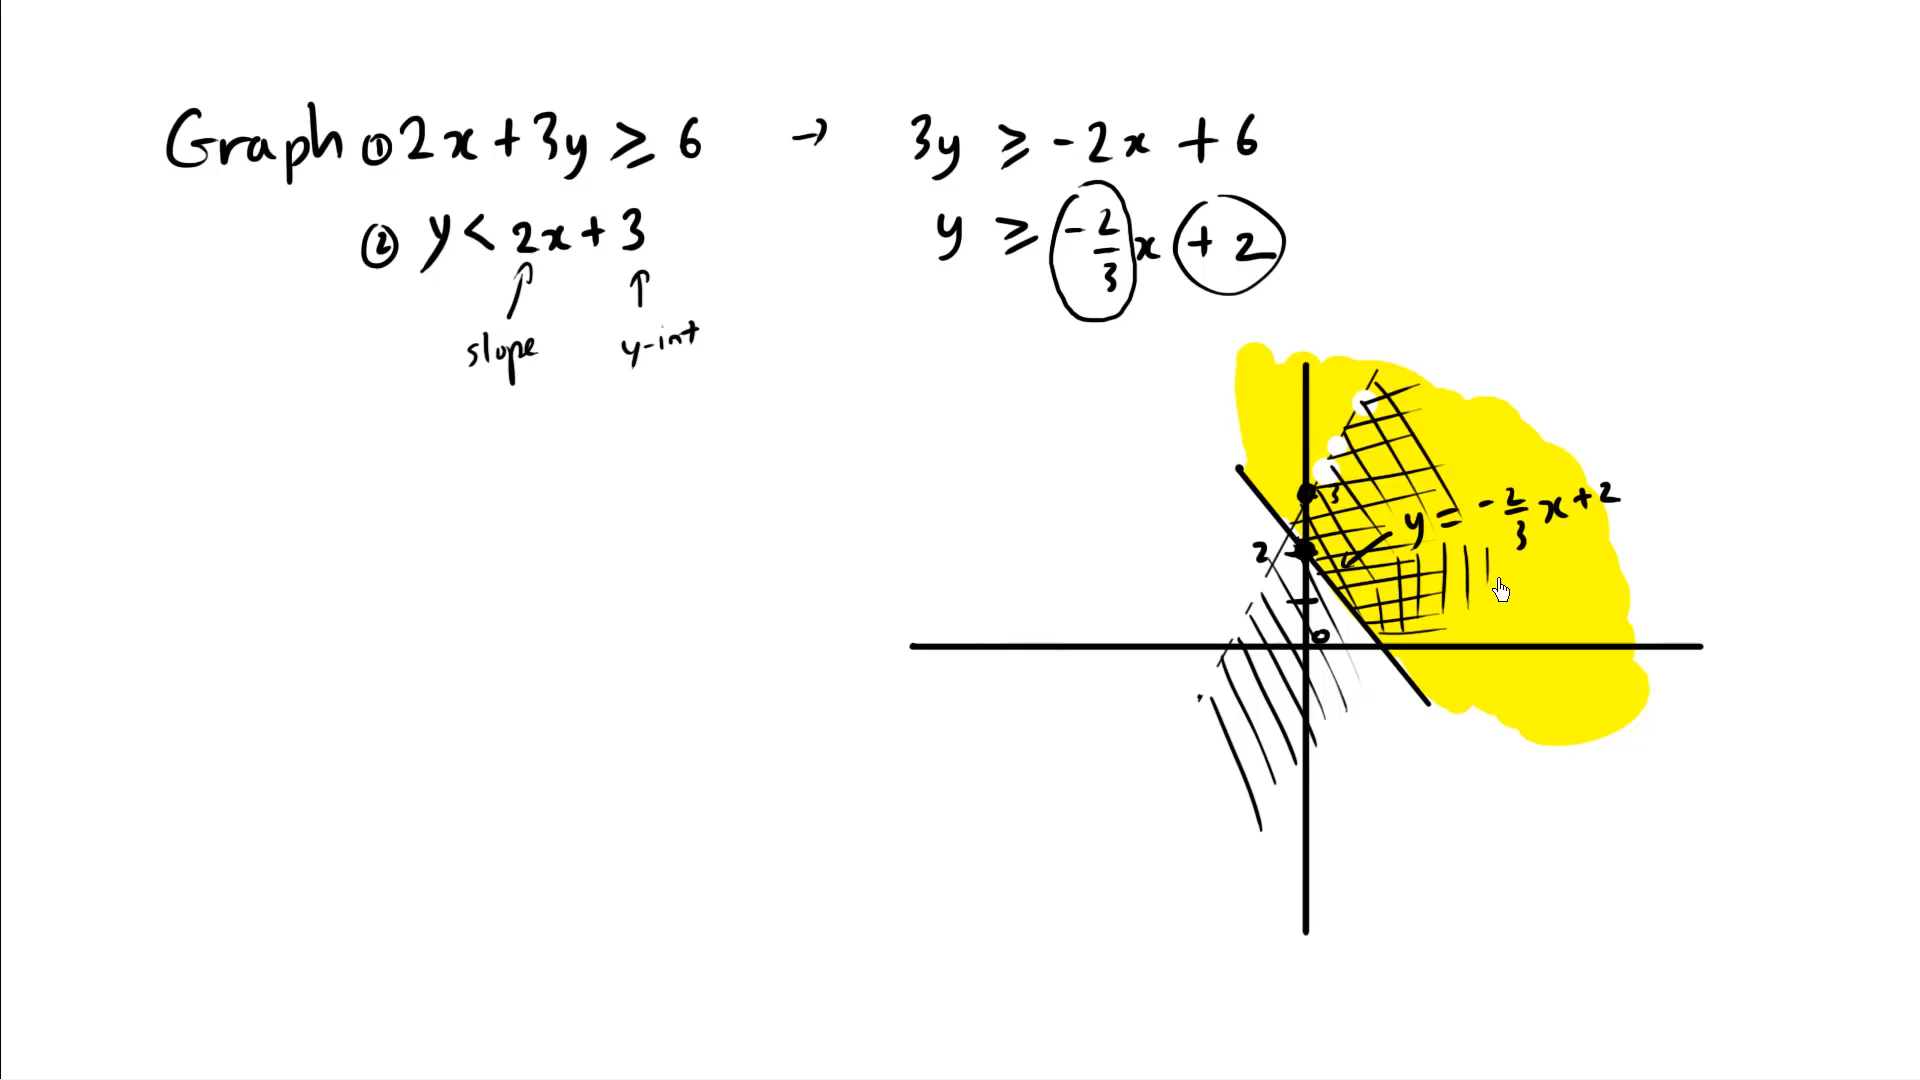 Graph ① 2x + 3y ≥ 6 → 3y ≥ -2x + 6
② y < 2x + 3
y ≥ -2/3 x + 2
slope
y-int
3
y = -2/3 x + 2
2
0